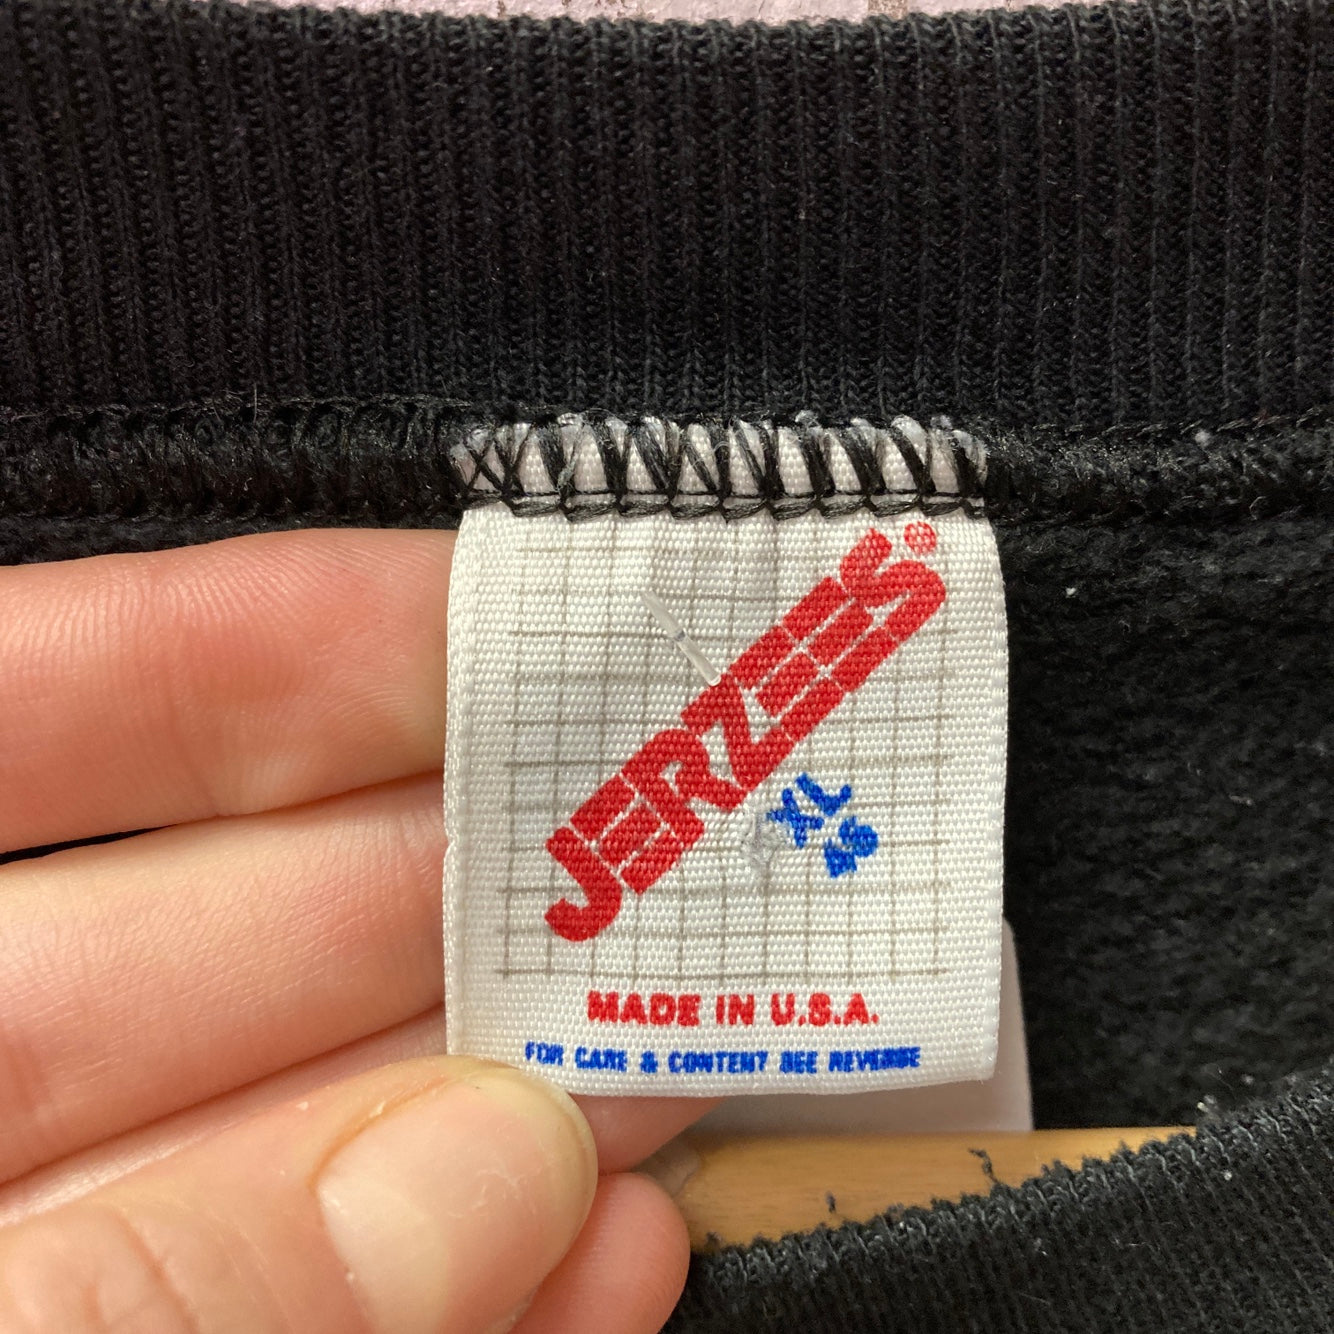 JERZEES®
XL
46
MADE IN U.S.A.
FOR CARE & CONTENT SEE REVERSE